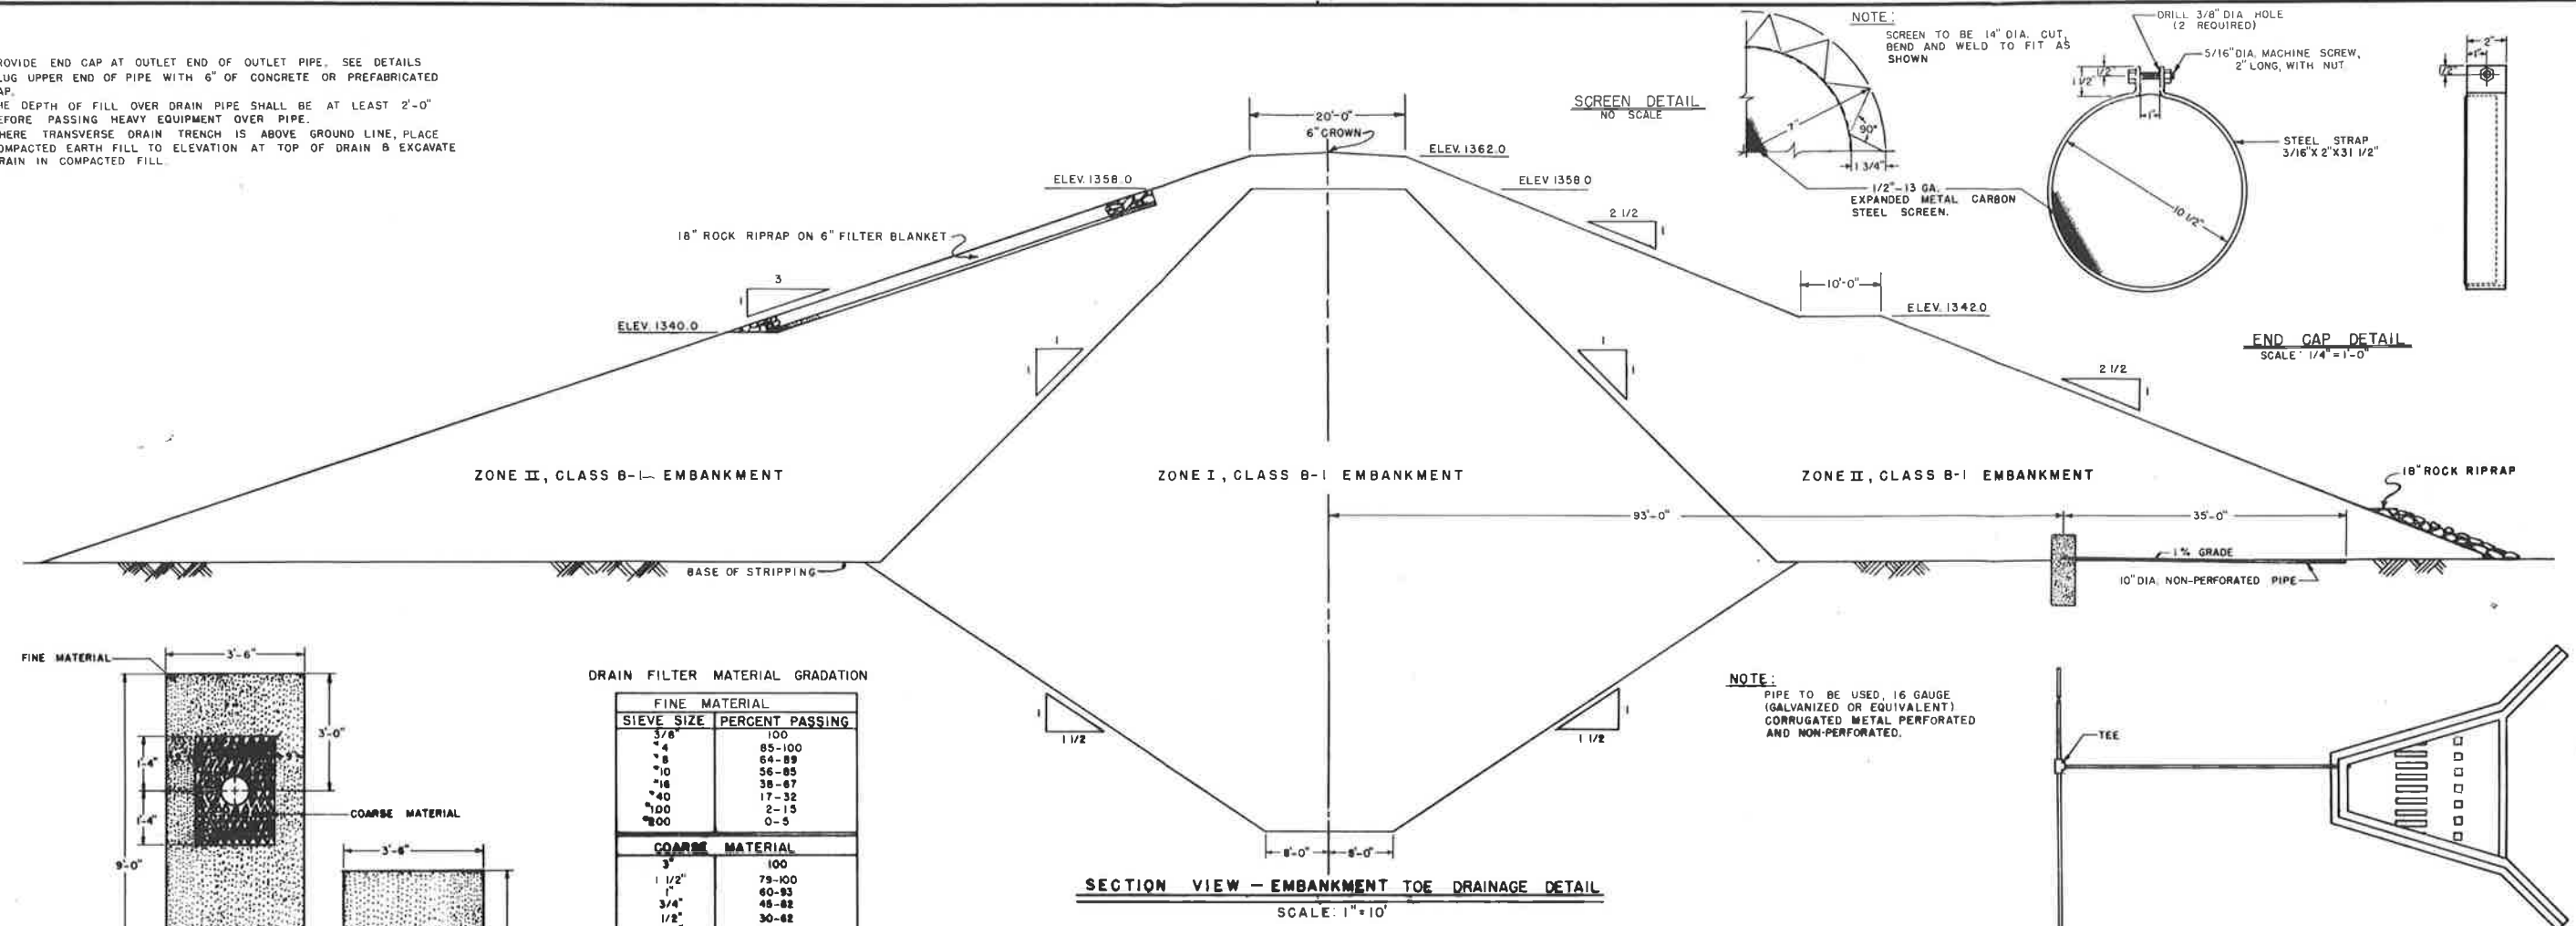 ROVIDE END CAP AT OUTLET END OF OUTLET PIPE. SEE DETAILS
LUG UPPER END OF PIPE WITH 6" OF CONCRETE OR PREFABRICATED
AP.
HE DEPTH OF FILL OVER DRAIN PIPE SHALL BE AT LEAST 2'-0"
EFORE PASSING HEAVY EQUIPMENT OVER PIPE.
HERE TRANSVERSE DRAIN TRENCH IS ABOVE GROUND LINE, PLACE
OMPACTED EARTH FILL TO ELEVATION AT TOP OF DRAIN & EXCAVATE
RAIN IN COMPACTED FILL.
20'-0"
6" CROWN
ELEV. 1362.0
ELEV. 1358.0
ELEV 1358.0
18" ROCK RIPRAP ON 6" FILTER BLANKET
3
1
ELEV. 1340.0
2 1/2
1
10'-0"
ELEV. 1342.0
1
1
1
1
2 1/2
1
SCREEN DETAIL
NO SCALE
NOTE:
SCREEN TO BE 14" DIA. CUT,
BEND AND WELD TO FIT AS
SHOWN
7"
90°
1 3/4"
1/2"-13 GA.
EXPANDED METAL CARBON
STEEL SCREEN.
DRILL 3/8" DIA HOLE
(2 REQUIRED)
5/16" DIA. MACHINE SCREW,
2" LONG, WITH NUT.
1/2"
1 1/2"
1"
STEEL STRAP
3/16" X 2" X 31 1/2"
10 1/2"
2"
1"
1/2"
END CAP DETAIL
SCALE: 1/4" = 1'-0"
ZONE II, CLASS B-1 EMBANKMENT
ZONE I, CLASS B-1 EMBANKMENT
ZONE II, CLASS B-1 EMBANKMENT
18" ROCK RIPRAP
93'-0"
35'-0"
1% GRADE
10" DIA. NON-PERFORATED PIPE
BASE OF STRIPPING
1
1 1/2
1
1 1/2
8'-0"
8'-0"
SECTION VIEW - EMBANKMENT TOE DRAINAGE DETAIL
SCALE: 1" = 10'
FINE MATERIAL
3'-6"
3'-0"
9"
1'-4"
1'-4"
COARSE MATERIAL
9'-0"
3'-6"
DRAIN FILTER MATERIAL GRADATION
FINE MATERIAL
SIEVE SIZE PERCENT PASSING
3/8" 100
#4 85-100
#8 64-89
#10 56-85
#16 38-67
#40 17-32
#100 2-15
#200 0-5
COARSE MATERIAL
3" 100
1 1/2" 79-100
1" 60-93
3/4" 45-82
1/2" 30-62
NOTE:
PIPE TO BE USED, 16 GAUGE
(GALVANIZED OR EQUIVALENT)
CORRUGATED METAL PERFORATED
AND NON-PERFORATED.
TEE